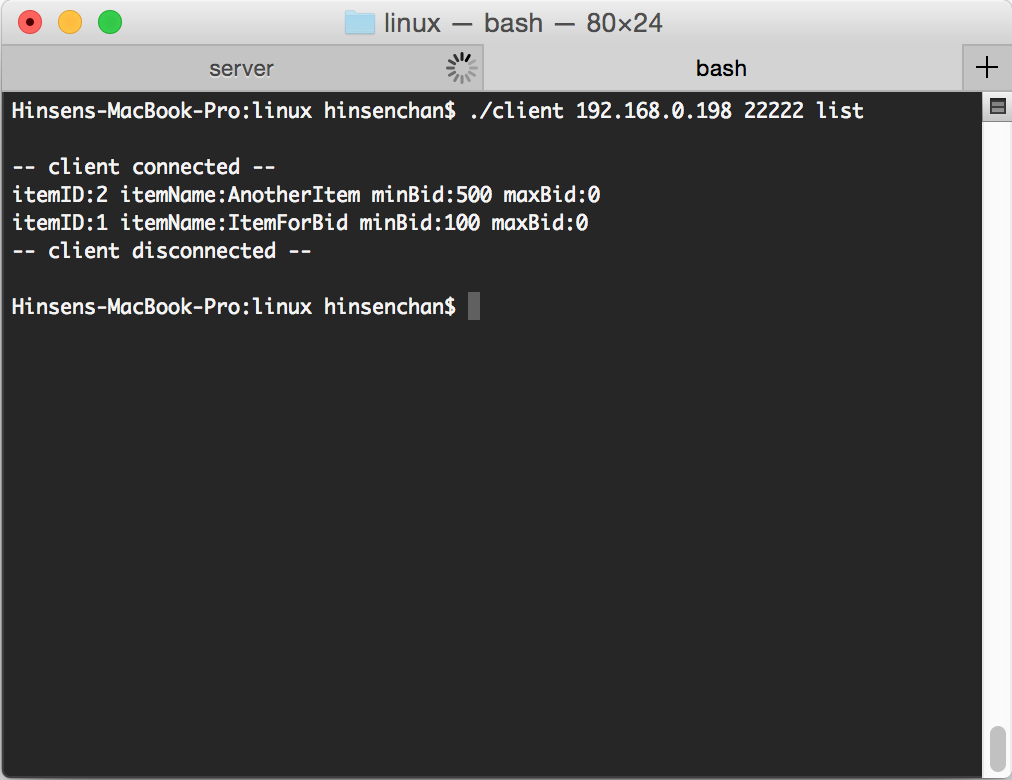 linux — bash — 80×24
server
bash
+
Hinsens-MacBook-Pro:linux hinsenchan$ ./client 192.168.0.198 22222 list
-- client connected --
itemID:2 itemName:AnotherItem minBid:500 maxBid:0
itemID:1 itemName:ItemForBid minBid:100 maxBid:0
-- client disconnected --
Hinsens-MacBook-Pro:linux hinsenchan$